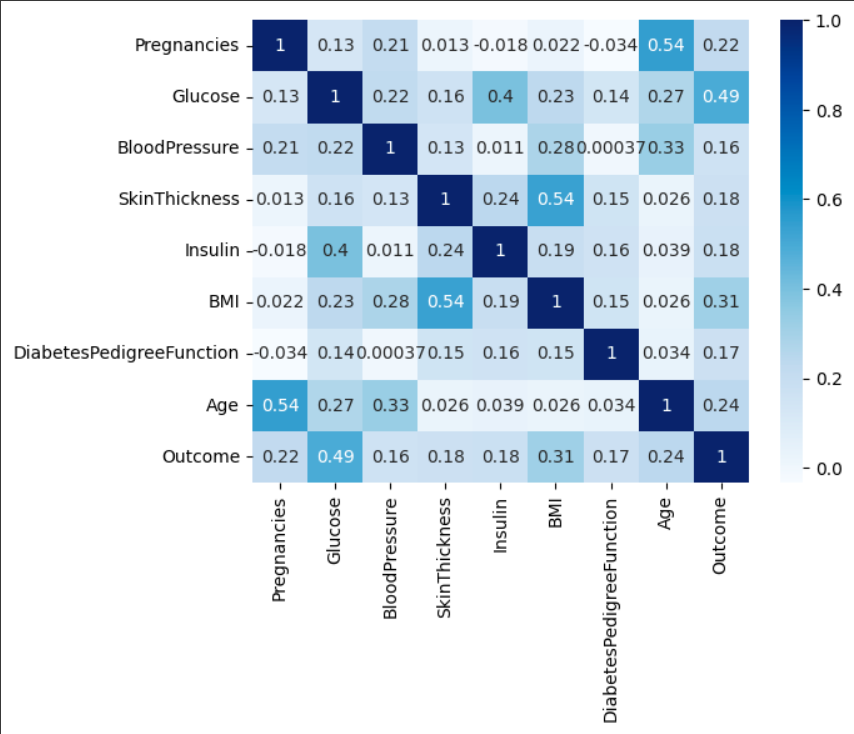 Pregnancies 1 0.13 0.21 0.013 -0.018 0.022 -0.034 0.54 0.22
Glucose 0.13 1 0.22 0.16 0.4 0.23 0.14 0.27 0.49
BloodPressure 0.21 0.22 1 0.13 0.011 0.28 0.00037 0.33 0.16
SkinThickness 0.013 0.16 0.13 1 0.24 0.54 0.15 0.026 0.18
Insulin -0.018 0.4 0.011 0.24 1 0.19 0.16 0.039 0.18
BMI 0.022 0.23 0.28 0.54 0.19 1 0.15 0.026 0.31
DiabetesPedigreeFunction -0.034 0.14 0.00037 0.15 0.16 0.15 1 0.034 0.17
Age 0.54 0.27 0.33 0.026 0.039 0.026 0.034 1 0.24
Outcome 0.22 0.49 0.16 0.18 0.18 0.31 0.17 0.24 1
Pregnancies
Glucose
BloodPressure
SkinThickness
Insulin
BMI
DiabetesPedigreeFunction
Age
Outcome
1.0
0.8
0.6
0.4
0.2
0.0